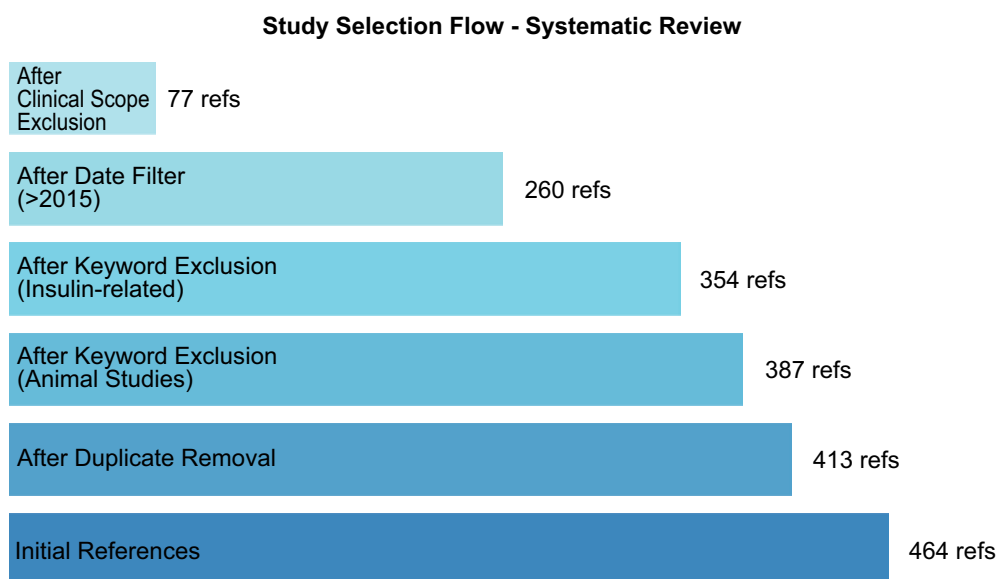 Study Selection Flow - Systematic Review
After
Clinical Scope
Exclusion
77 refs
After Date Filter
(>2015)
260 refs
After Keyword Exclusion
(Insulin-related)
354 refs
After Keyword Exclusion
(Animal Studies)
387 refs
After Duplicate Removal
413 refs
Initial References
464 refs